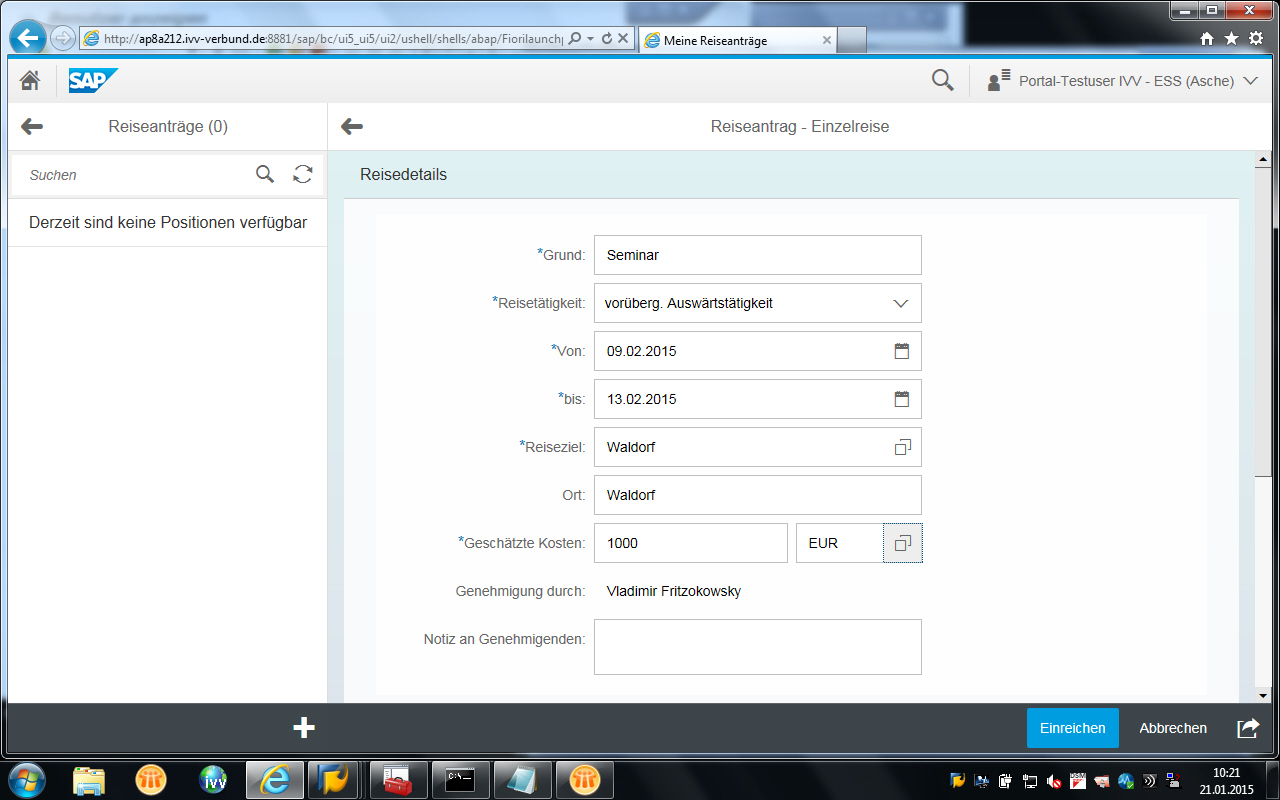 http://ap8a212.ivv-verbund.de:8881/sap/bc/ui5_ui5/ui2/ushell/shells/abap/Fiorilaunchp
Meine Reiseanträge
SAP
Portal-Testuser IVV - ESS (Asche)
Reiseanträge (0)
Reiseantrag - Einzelreise
Suchen
Reisedetails
Derzeit sind keine Positionen verfügbar
*Grund: Seminar
*Reisetätigkeit: vorüberg. Auswärtstätigkeit
*Von: 09.02.2015
*bis: 13.02.2015
*Reiseziel: Waldorf
Ort: Waldorf
*Geschätzte Kosten: 1000 EUR
Genehmigung durch: Vladimir Fritzokowsky
Notiz an Genehmigenden:
Einreichen Abbrechen
ivv
C:\_
10:21
21.01.2015